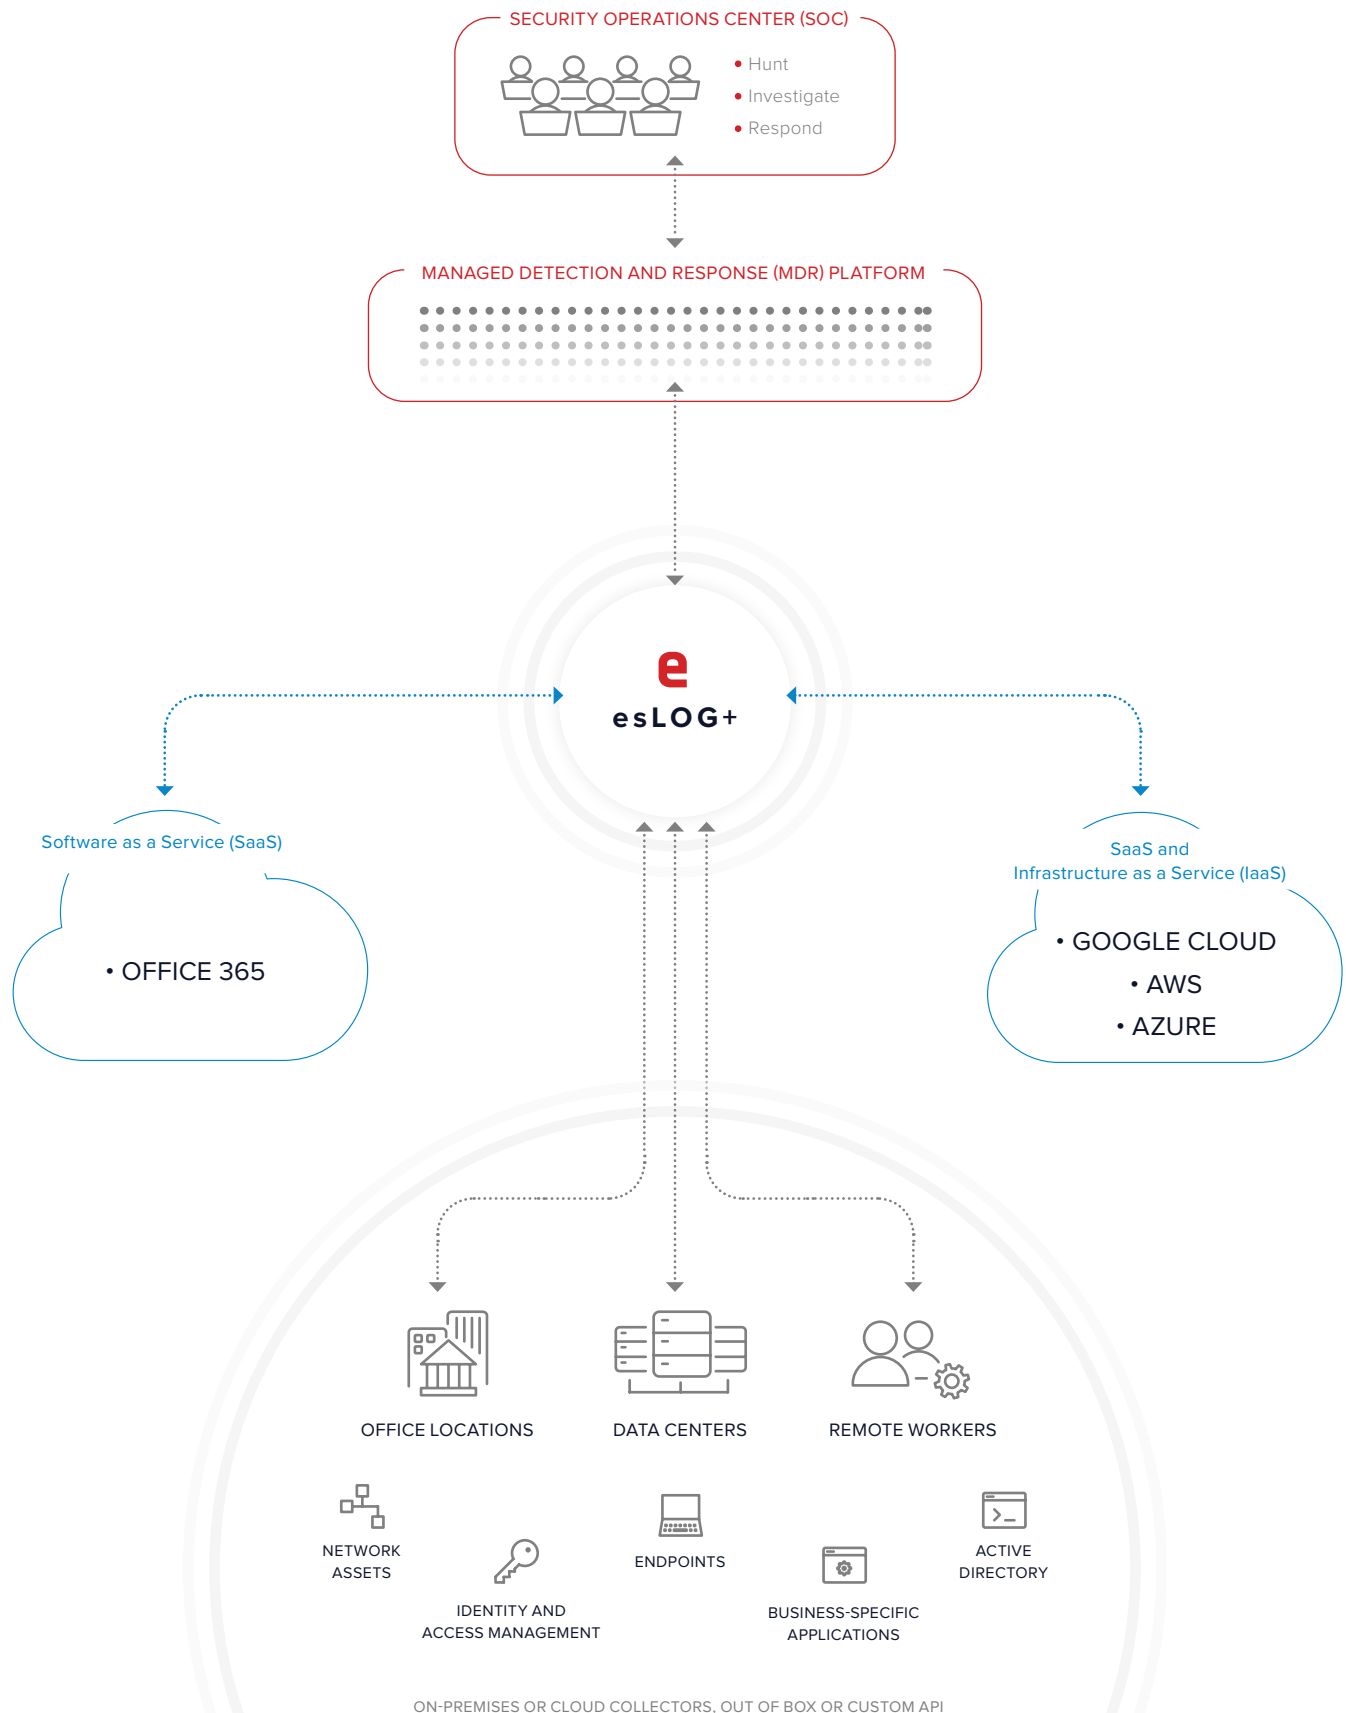 SECURITY OPERATIONS CENTER (SOC)
• Hunt
• Investigate
• Respond
MANAGED DETECTION AND RESPONSE (MDR) PLATFORM
e
esLOG+
Software as a Service (SaaS)
• OFFICE 365
SaaS and
Infrastructure as a Service (IaaS)
• GOOGLE CLOUD
• AWS
• AZURE
OFFICE LOCATIONS
DATA CENTERS
REMOTE WORKERS
NETWORK
ASSETS
IDENTITY AND
ACCESS MANAGEMENT
ENDPOINTS
BUSINESS-SPECIFIC
APPLICATIONS
ACTIVE
DIRECTORY
ON-PREMISES OR CLOUD COLLECTORS, OUT OF BOX OR CUSTOM API